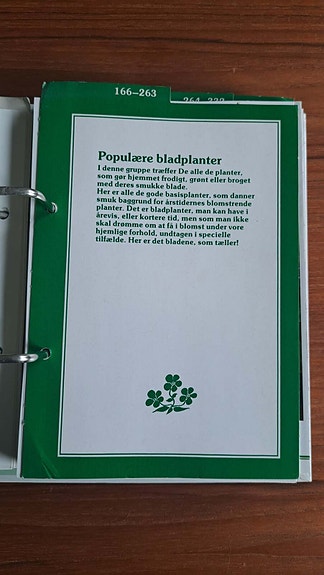 166–263
Populære bladplanter
I denne gruppe træffer De alle de planter,
som gør hjemmet frodigt, grønt eller broget
med deres smukke blade.
Her er alle de gode basisplanter, som danner
smuk baggrund for årstidernes blomstrende
planter. Det er bladplanter, man kan have i
årevis, eller kortere tid, men som man ikke
skal drømme om at få i blomst under vore
hjemlige forhold, undtagen i specielle
tilfælde. Her er det bladene, som tæller!